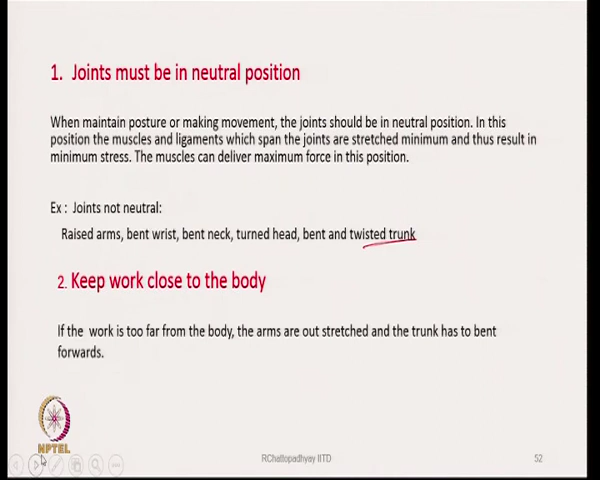 1. Joints must be in neutral position
When maintain posture or making movement, the joints should be in neutral position. In this
position the muscles and ligaments which span the joints are stretched minimum and thus result in
minimum stress. The muscles can deliver maximum force in this position.
Ex : Joints not neutral:
Raised arms, bent wrist, bent neck, turned head, bent and twisted trunk
2. Keep work close to the body
If the work is too far from the body, the arms are out stretched and the trunk has to bent
forwards.
NPTEL
RChattopadhyay IITD
52